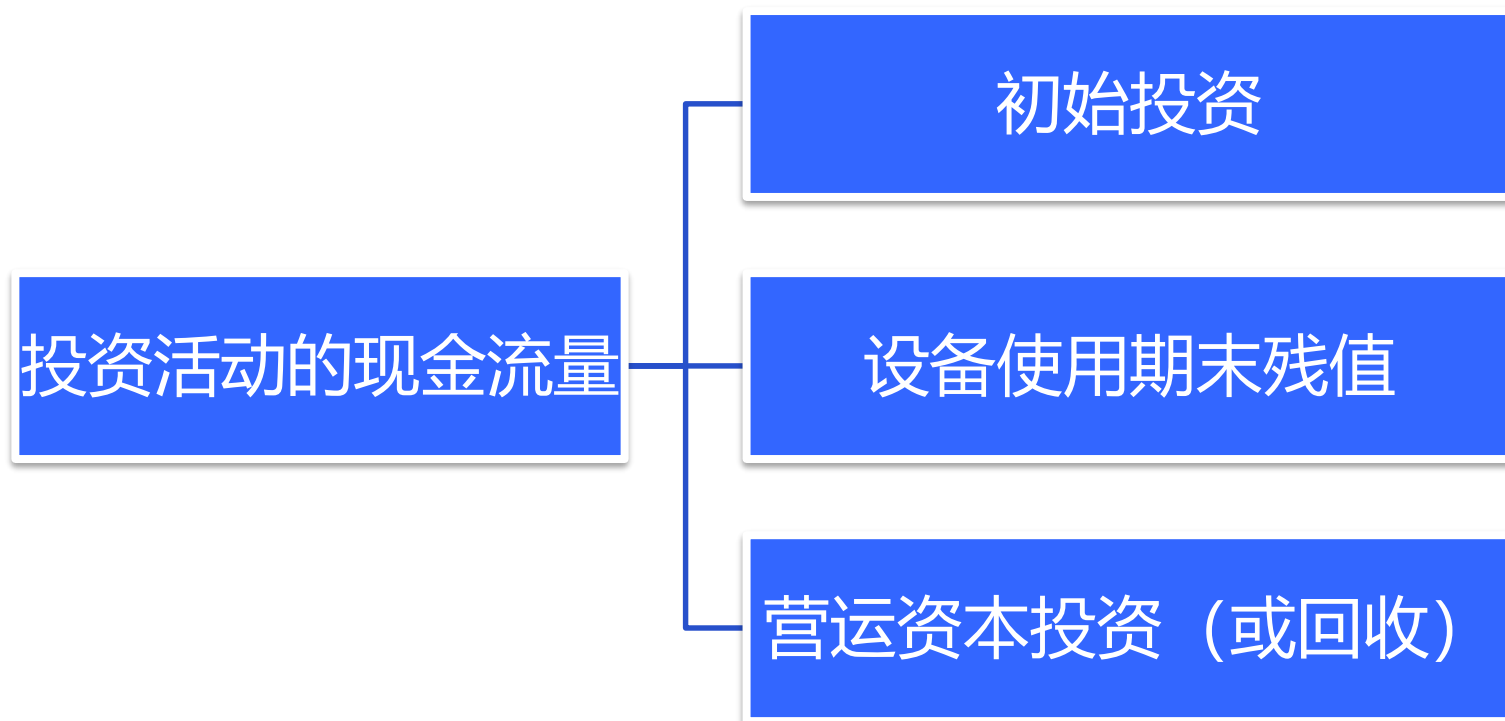 初始投资
投资活动的现金流量
设备使用期末残值
营运资本投资（或回收）